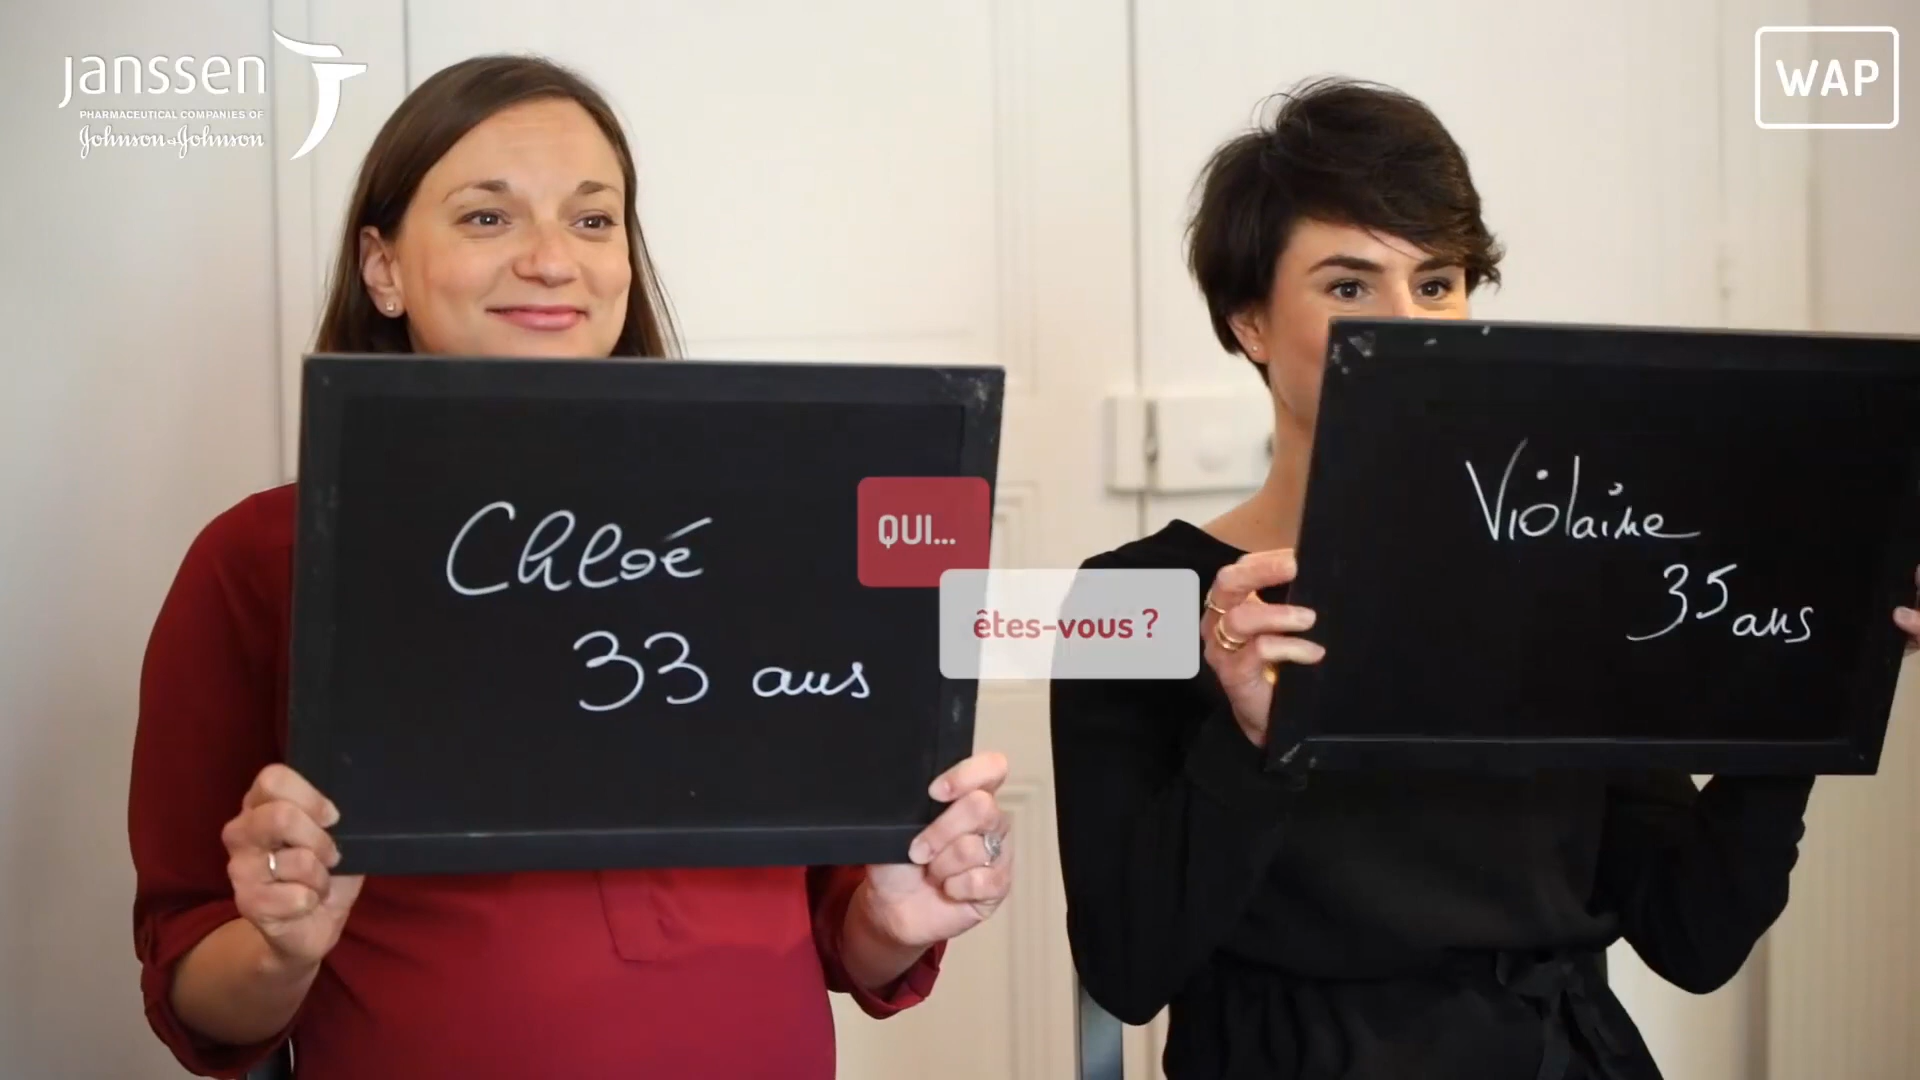 janssen
PHARMACEUTICAL COMPANIES OF
Johnson & Johnson
WAP
Chloé
33 ans
QUI...
êtes-vous ?
Violaine
35 ans